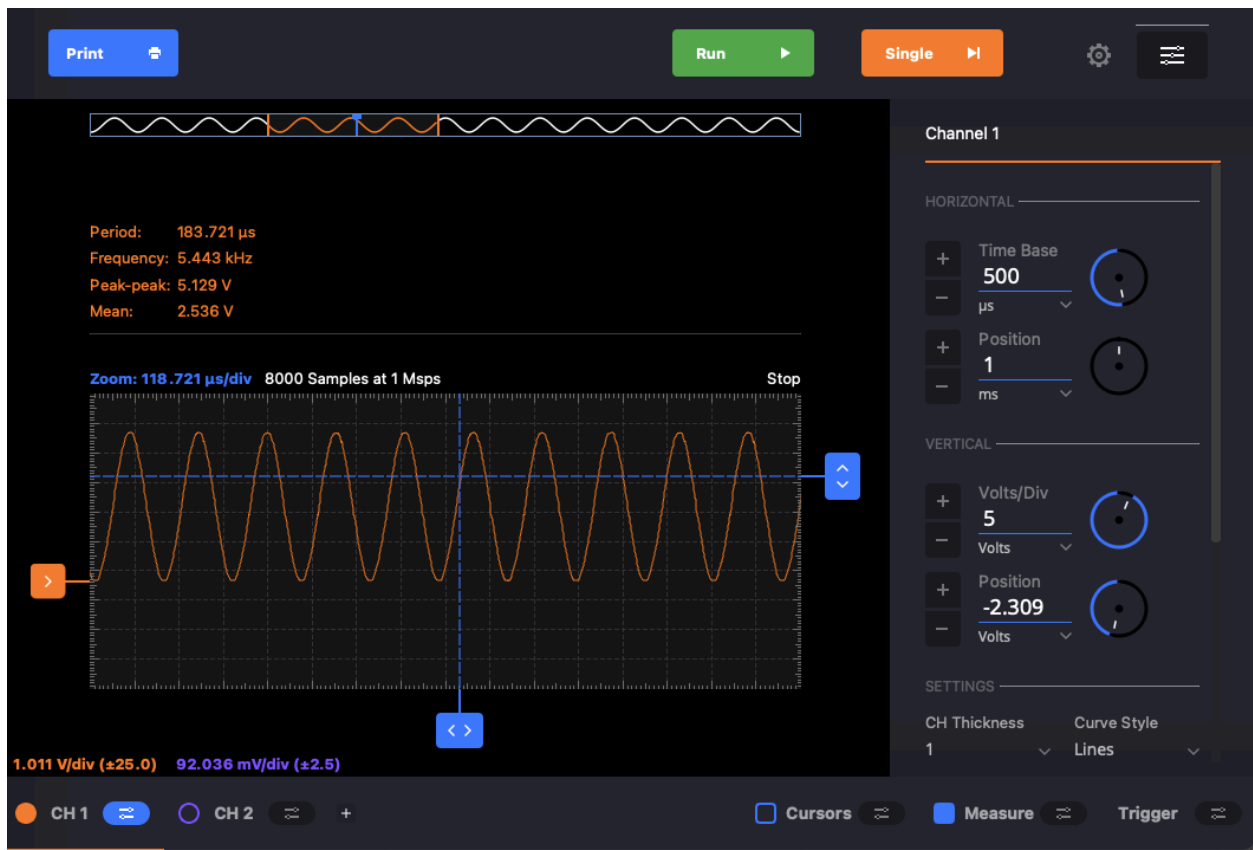 Print
Run
Single
Channel 1
HORIZONTAL
Period: 183.721 µs
Frequency: 5.443 kHz
Peak-peak: 5.129 V
Mean: 2.536 V
+
Time Base
500
−
µs
+
Position
1
−
ms
Zoom: 118.721 µs/div 8000 Samples at 1 Msps Stop
VERTICAL
+
Volts/Div
5
−
Volts
+
Position
-2.309
−
Volts
SETTINGS
CH Thickness Curve Style
1 Lines
1.011 V/div (±25.0) 92.036 mV/div (±2.5)
CH 1 CH 2 + Cursors Measure Trigger